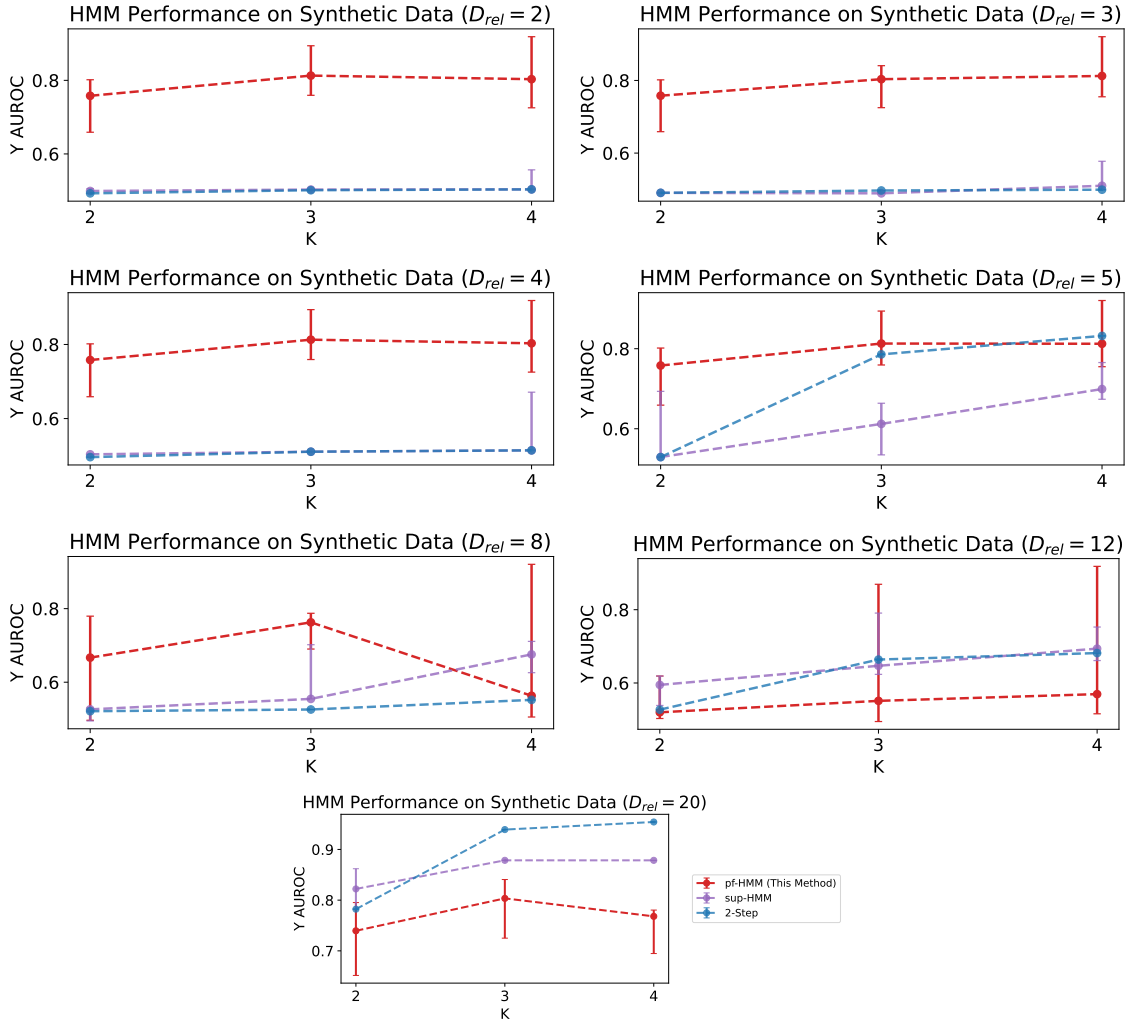 HMM Performance on Synthetic Data (D_rel = 2)
Y AUROC
0.8
0.6
2 3 4
K
HMM Performance on Synthetic Data (D_rel = 3)
Y AUROC
0.8
0.6
2 3 4
K
HMM Performance on Synthetic Data (D_rel = 4)
Y AUROC
0.8
0.6
2 3 4
K
HMM Performance on Synthetic Data (D_rel = 5)
Y AUROC
0.8
0.6
2 3 4
K
HMM Performance on Synthetic Data (D_rel = 8)
Y AUROC
0.8
0.6
2 3 4
K
HMM Performance on Synthetic Data (D_rel = 12)
Y AUROC
0.8
0.6
2 3 4
K
HMM Performance on Synthetic Data (D_rel = 20)
Y AUROC
0.9
0.8
0.7
2 3 4
K
pf-HMM (This Method)
sup-HMM
2-Step